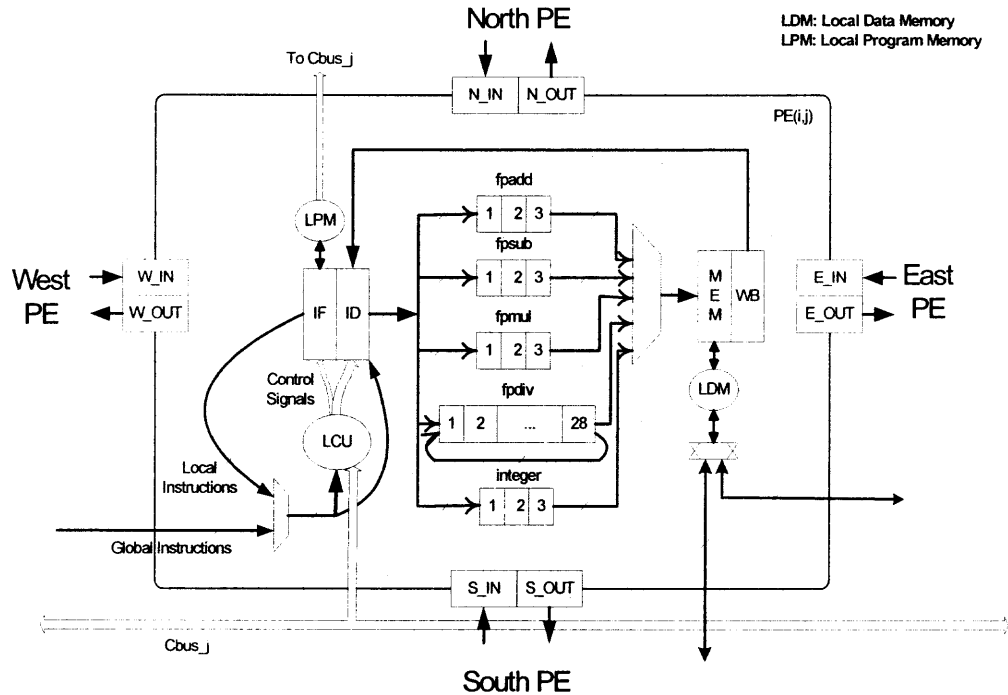 North PE
LDM: Local Data Memory
LPM: Local Program Memory
To Cbus_j
N_IN N_OUT
PE(i,j)
fpadd
1 2 3
LPM
fpsub
1 2 3
West
PE
W_IN
W_OUT
IF ID
M
E
M
WB
E_IN
E_OUT
East
PE
fpmul
1 2 3
Control
Signals
fpdiv
1 2 ... 28
LDM
LCU
Local
Instructions
integer
1 2 3
Global Instructions
S_IN S_OUT
Cbus_j
South PE